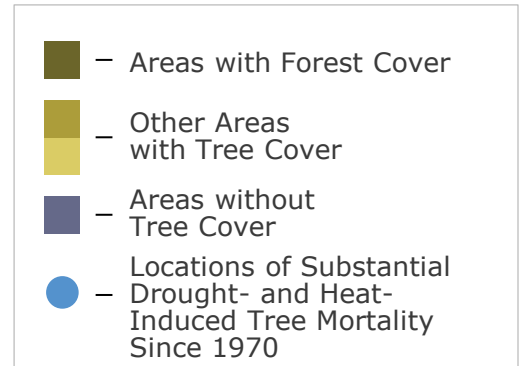 – Areas with Forest Cover
Other Areas
– with Tree Cover
Areas without
– Tree Cover
Locations of Substantial
– Drought- and Heat-
Induced Tree Mortality
Since 1970